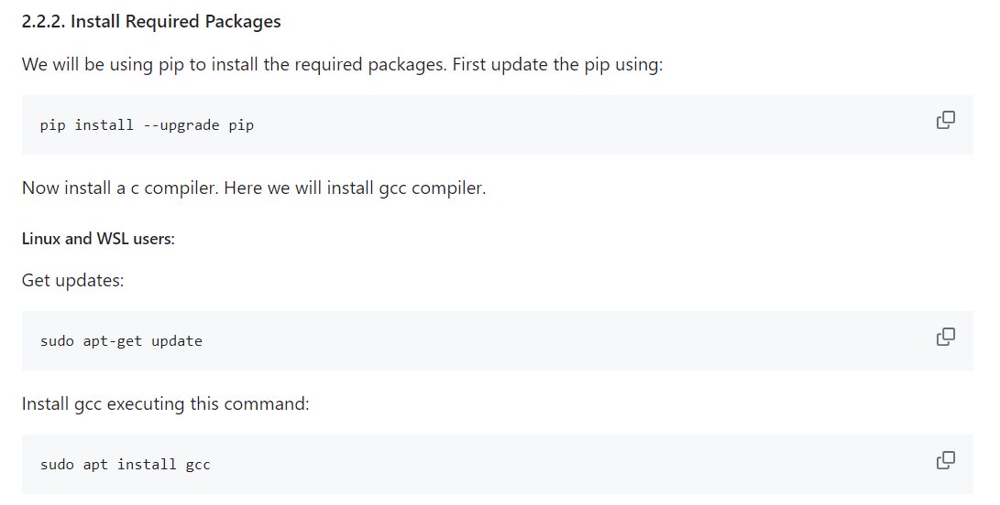 2.2.2. Install Required Packages
We will be using pip to install the required packages. First update the pip using:
pip install --upgrade pip
Now install a c compiler. Here we will install gcc compiler.
Linux and WSL users:
Get updates:
sudo apt-get update
Install gcc executing this command:
sudo apt install gcc